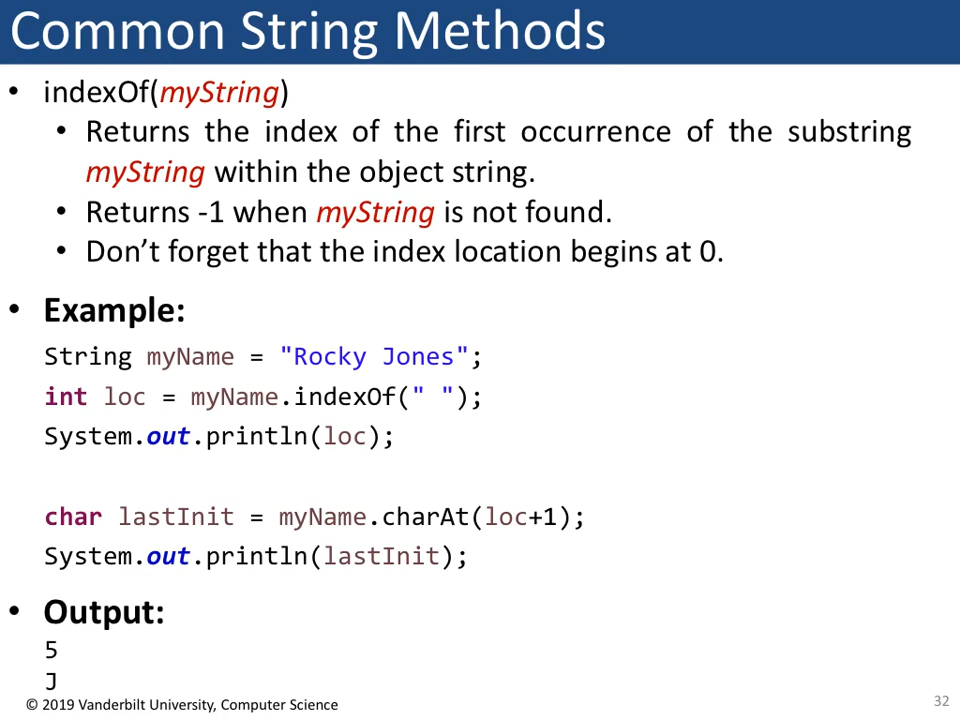 Common String Methods
• indexOf(myString)
• Returns the index of the first occurrence of the substring
myString within the object string.
• Returns -1 when myString is not found.
• Don’t forget that the index location begins at 0.
• Example:
String myName = "Rocky Jones";
int loc = myName.indexOf(" ");
System.out.println(loc);
char lastInit = myName.charAt(loc+1);
System.out.println(lastInit);
• Output:
5
J
© 2019 Vanderbilt University, Computer Science
32